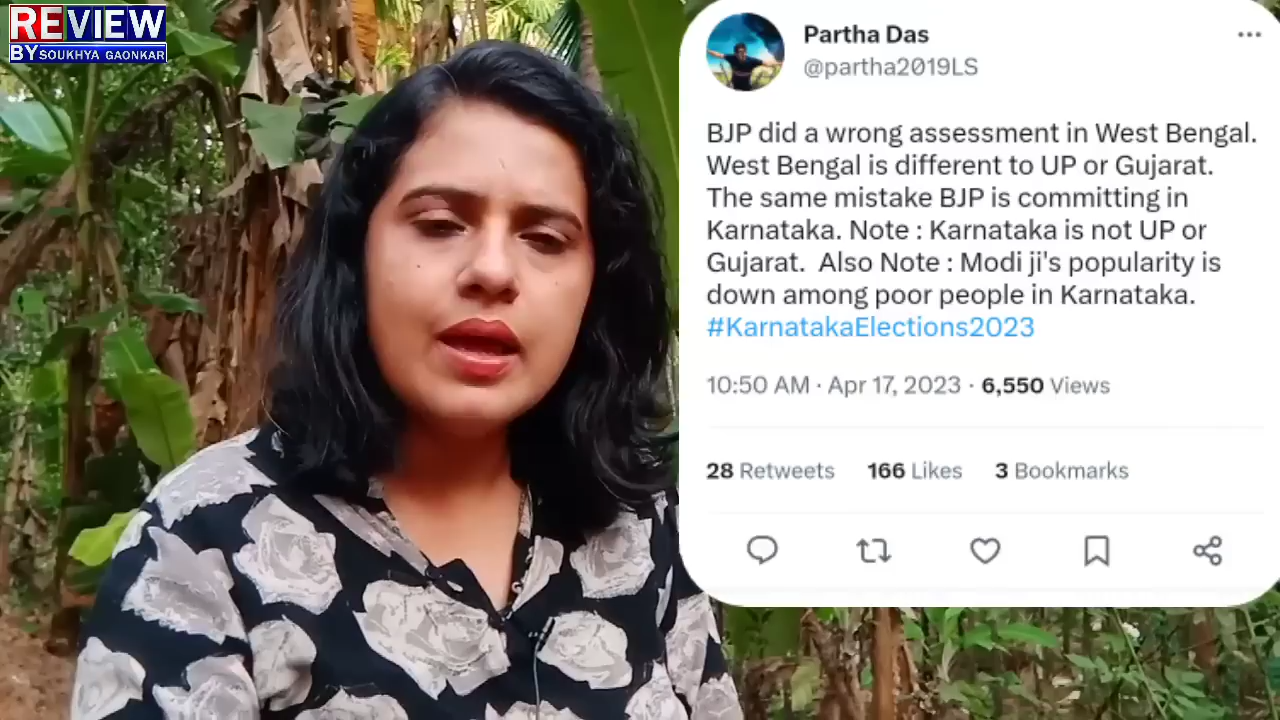 REVIEW
BY SOUKHYA GAONKAR
Partha Das
@partha2019LS
BJP did a wrong assessment in West Bengal.
West Bengal is different to UP or Gujarat.
The same mistake BJP is committing in
Karnataka. Note : Karnataka is not UP or
Gujarat.  Also Note : Modi ji's popularity is
down among poor people in Karnataka.
#KarnatakaElections2023
10:50 AM · Apr 17, 2023 · 6,550 Views
28 Retweets 166 Likes 3 Bookmarks